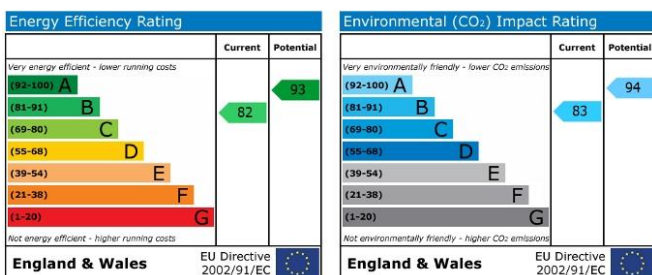 Energy Efficiency Rating
Current Potential
Very energy efficient - lower running costs
(92-100) A
(81-91) B
(69-80) C
(55-68) D
(39-54) E
(21-38) F
(1-20) G
82
93
Not energy efficient - higher running costs
England & Wales
EU Directive
2002/91/EC
Environmental (CO₂) Impact Rating
Current Potential
Very environmentally friendly - lower CO₂ emissions
(92-100) A
(81-91) B
(69-80) C
(55-68) D
(39-54) E
(21-38) F
(1-20) G
83
94
Not environmentally friendly - higher CO₂ emissions
England & Wales
EU Directive
2002/91/EC